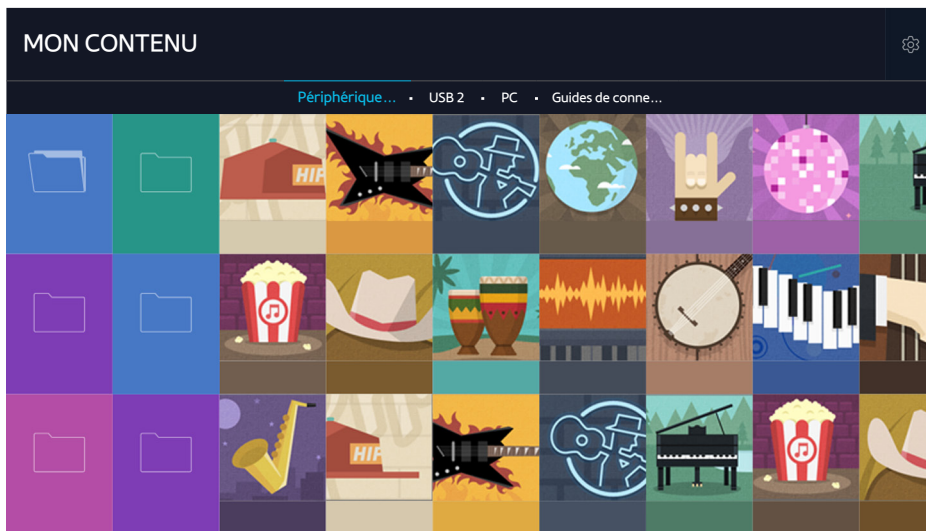 MON CONTENU
Périphérique... • USB 2 • PC • Guides de conne...
HIP
HIP